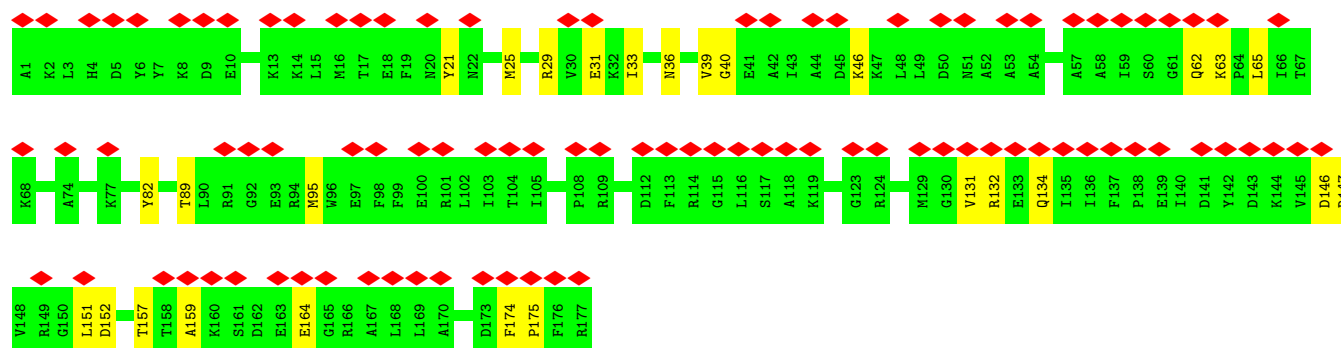 A1 K2 L3 H4 D5 Y6 Y7 K8 D9 E10 K13 K14 L15 M16 T17 E18 F19 N20 Y21 N22 M25 R29 V30 E31 K32 I33 N36 V39 G40 E41 A42 I43 A44 D45 K46 K47 L48 L49 D50 N51 A52 A53 A54 A57 A58 I59 S60 G61 Q62 K63 P64 L65 I66 T67
K68 A74 K77 Y82 T89 L90 R91 G92 E93 R94 M95 W96 E97 F98 F99 E100 R101 L102 I103 T104 I105 P108 R109 D112 F113 R114 G115 L116 S117 A118 K119 G123 R124 M129 G130 V131 R132 E133 Q134 I135 I136 F137 P138 E139 I140 D141 Y142 D143 K144 V145 D146
V148 R149 G150 L151 D152 T157 T158 A159 K160 S161 D162 E163 E164 G165 R166 A167 L168 L169 A170 D173 F174 P175 F176 R177